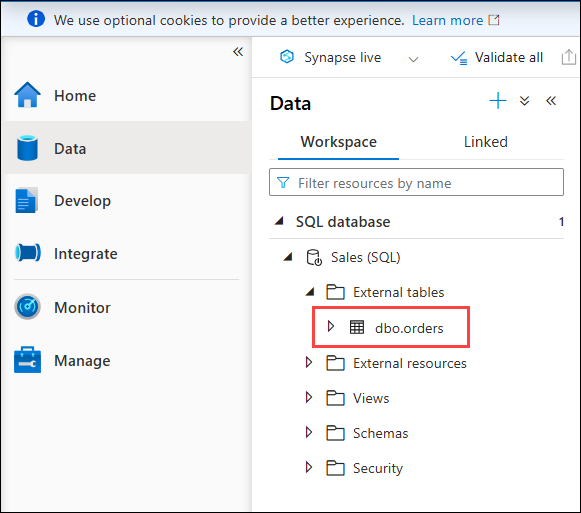 We use optional cookies to provide a better experience. Learn more
Synapse live
Validate all
Home
Data
Develop
Integrate
Monitor
Manage
Data
Workspace
Linked
Filter resources by name
SQL database 1
Sales (SQL)
External tables
dbo.orders
External resources
Views
Schemas
Security